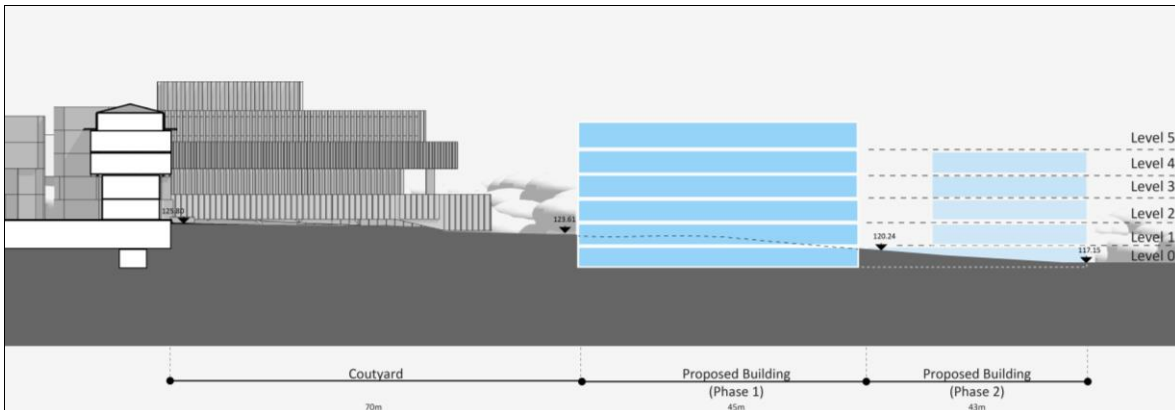 Level 5
Level 4
Level 3
Level 2
Level 1
Level 0
125.80
123.61
120.24
117.15
Coutyard
Proposed Building
(Phase 1)
Proposed Building
(Phase 2)
70m
45m
43m